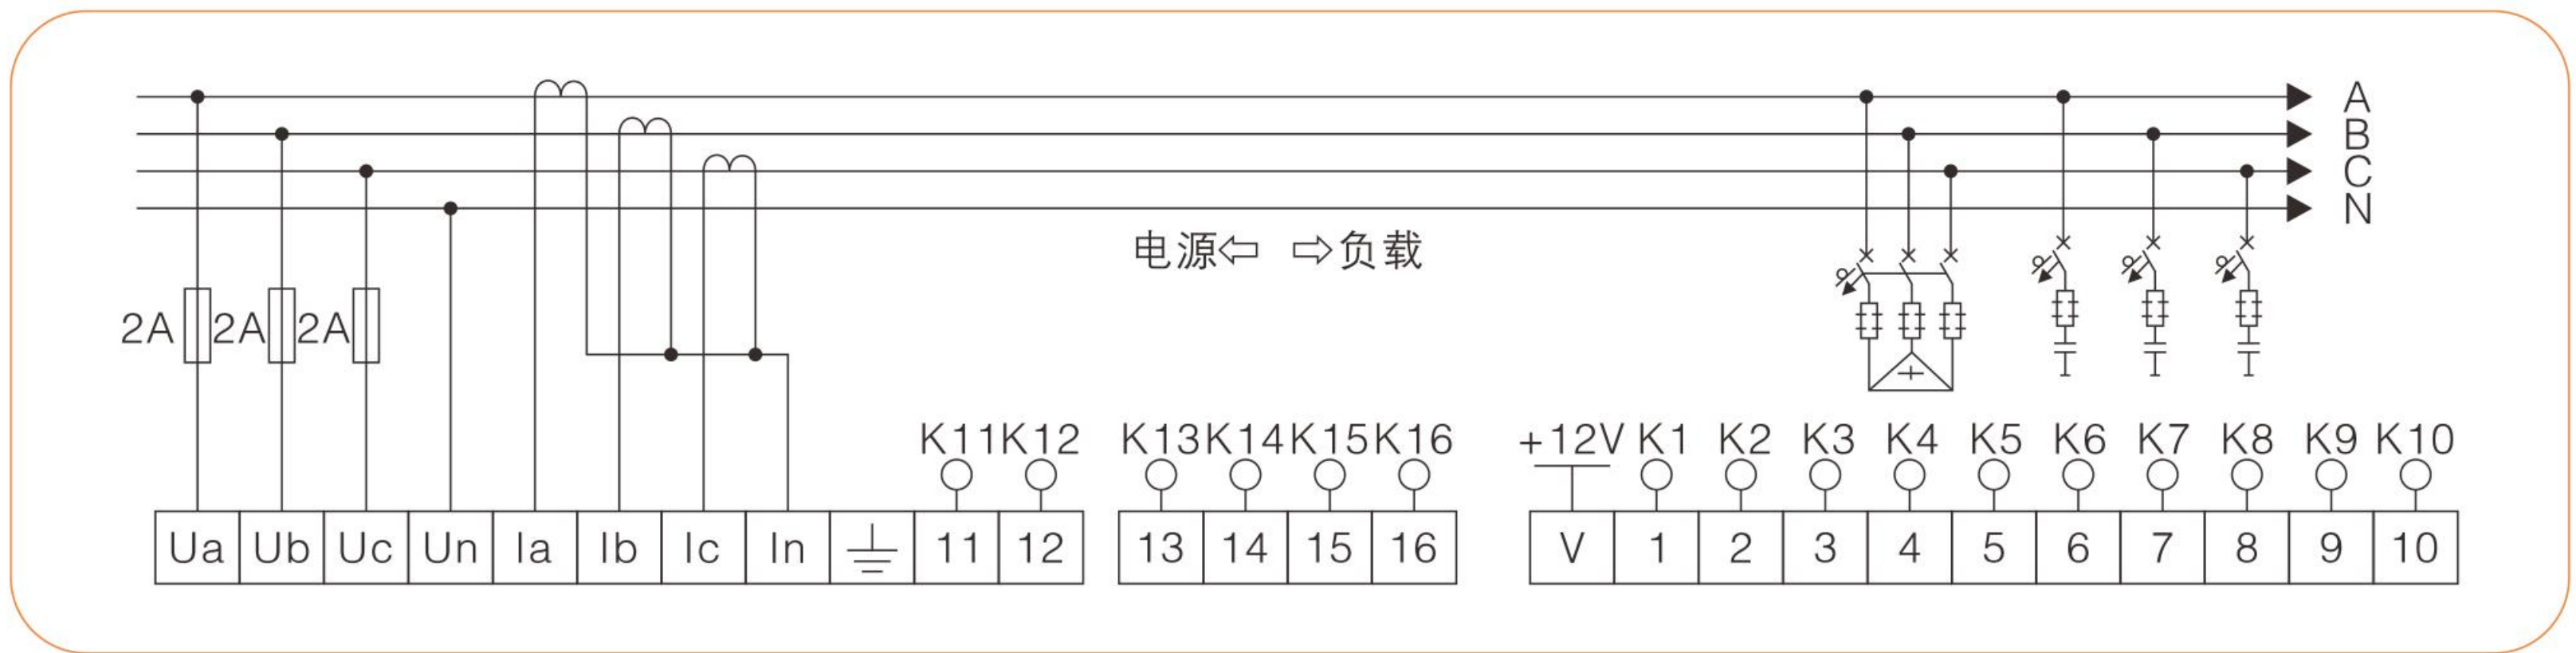 A
B
C
N
电源 负载
2A 2A 2A
K11 K12 K13 K14 K15 K16 +12V K1 K2 K3 K4 K5 K6 K7 K8 K9 K10
Ua Ub Uc Un Ia Ib Ic In 11 12 13 14 15 16 V 1 2 3 4 5 6 7 8 9 10